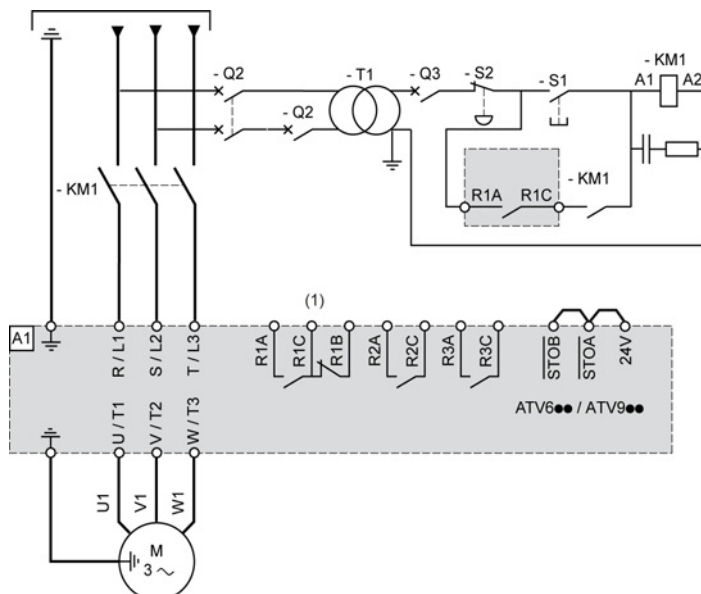 - Q2
- T1
- Q3
- S2
- S1
- KM1
A1
A2
- Q2
- KM1
R1A
R1C
- KM1
(1)
A1
R / L1
S / L2
T / L3
R1A
R1C
R1B
R2A
R2C
R3A
R3C
STOB
STOA
24V
ATV6●● / ATV9●●
U / T1
V / T2
W / T3
U1
V1
W1
M
3 ~